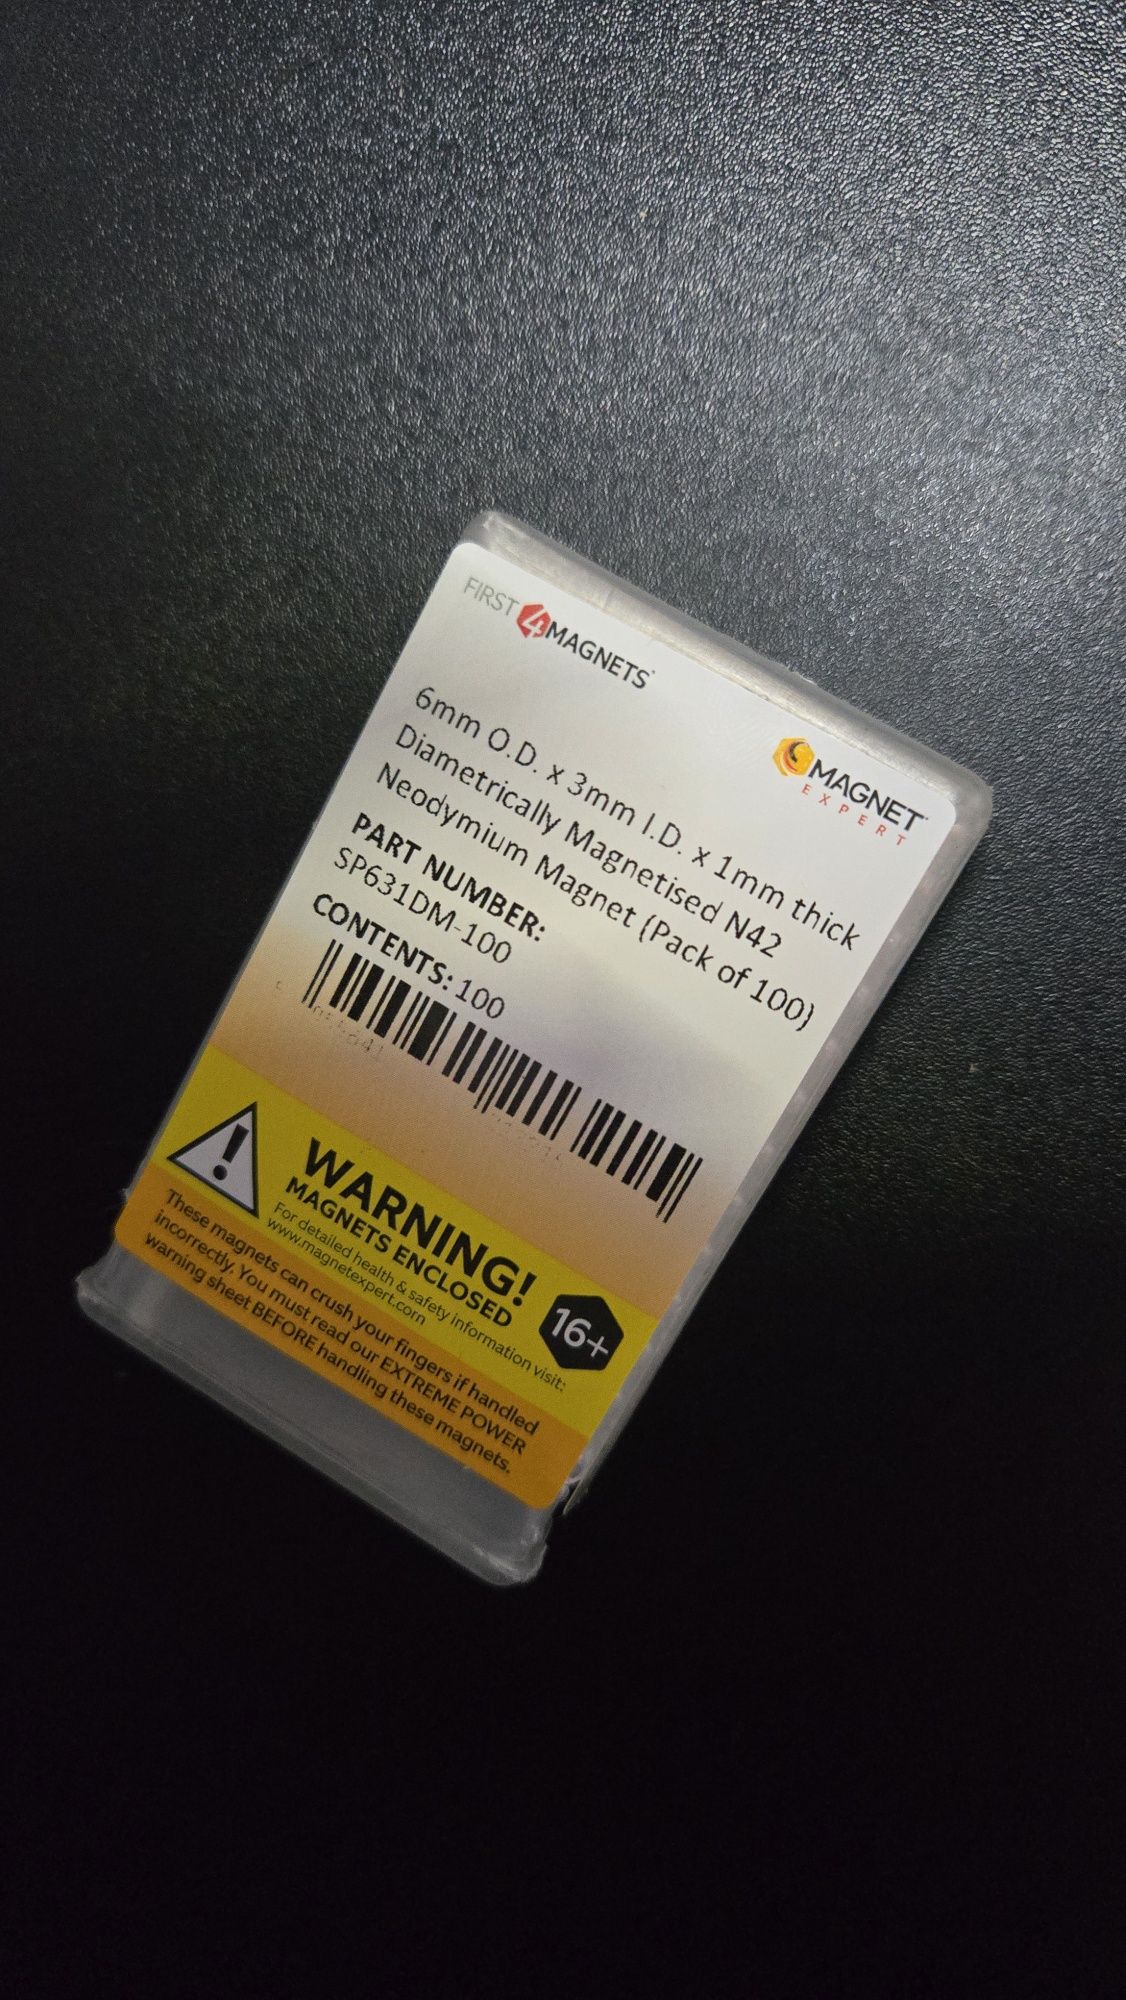 FIRST 4 MAGNETS
MAGNET
EXPERT
6mm O.D. x 3mm I.D. x 1mm thick
Diametrically Magnetised N42
Neodymium Magnet (Pack of 100)
PART NUMBER:
SP631DM-100
CONTENTS: 100
WARNING!
MAGNETS ENCLOSED
For detailed health & safety information visit:
www.magnetexpert.com
16+
These magnets can crush your fingers if handled
incorrectly. You must read our EXTREME POWER
warning sheet BEFORE handling these magnets.